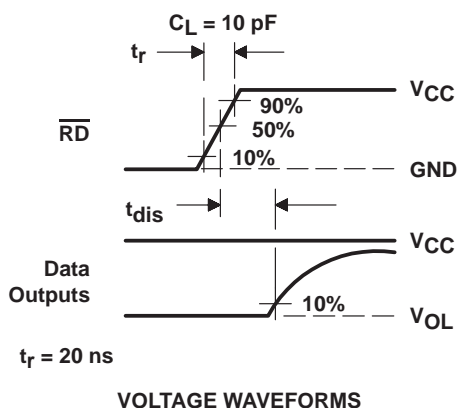 C_L = 10 pF
t_r
V_CC
90%
RD
50%
10%
GND
t_dis
V_CC
Data
Outputs
10%
V_OL
t_r = 20 ns
VOLTAGE WAVEFORMS